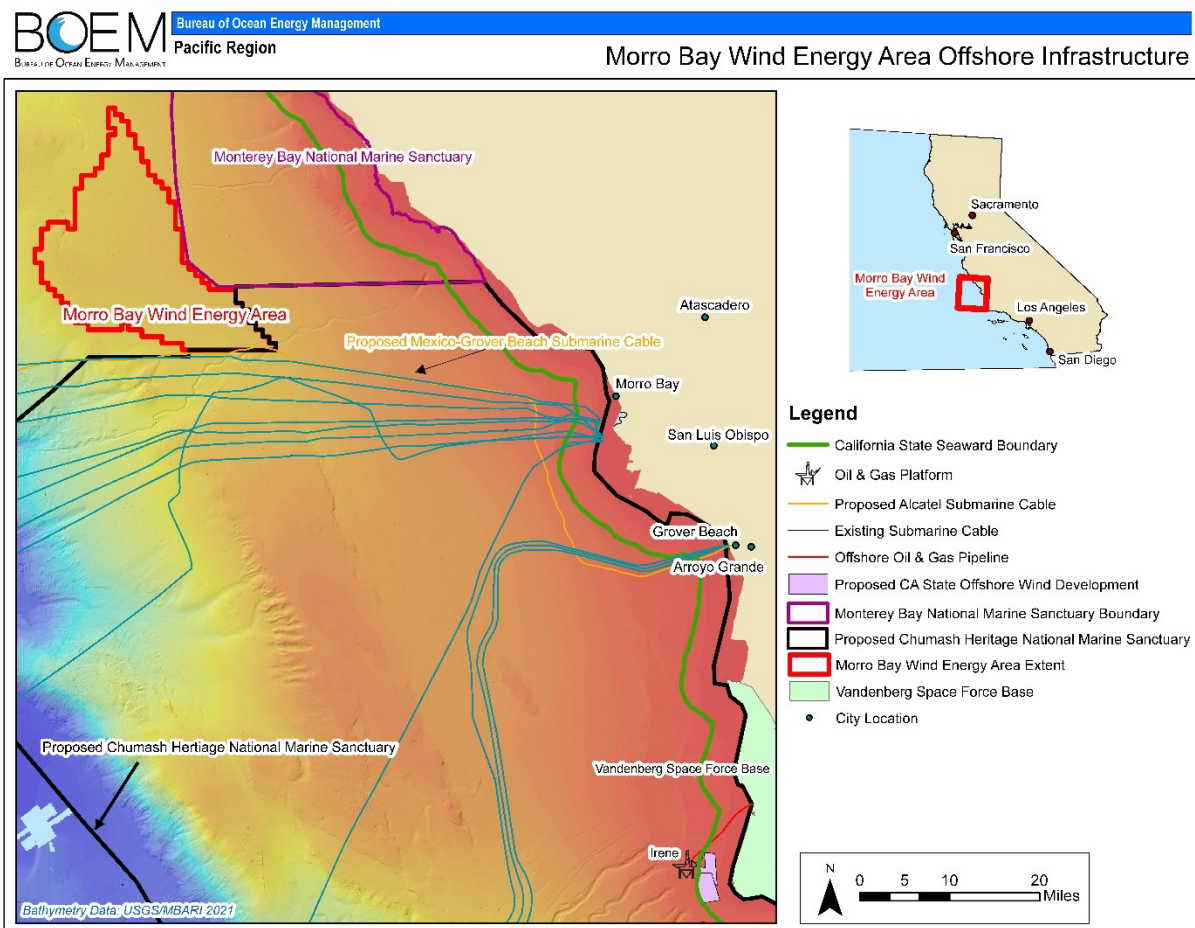 BOEM
BUREAU OF OCEAN ENERGY MANAGEMENT
Bureau of Ocean Energy Management
Pacific Region
Morro Bay Wind Energy Area Offshore Infrastructure
Monterey Bay National Marine Sanctuary
Morro Bay Wind Energy Area
Proposed Mexico-Grover Beach Submarine Cable
Atascadero
Morro Bay
San Luis Obispo
Grover Beach
Arroyo Grande
Proposed Chumash Hertiage National Marine Sanctuary
Vandenberg Space Force Base
Irene
Bathymetry Data: USGS/MBARI 2021
Sacramento
San Francisco
Morro Bay Wind
Energy Area
Los Angeles
San Diego
Legend
California State Seaward Boundary
Oil & Gas Platform
Proposed Alcatel Submarine Cable
Existing Submarine Cable
Offshore Oil & Gas Pipeline
Proposed CA State Offshore Wind Development
Monterey Bay National Marine Sanctuary Boundary
Proposed Chumash Heritage National Marine Sanctuary
Morro Bay Wind Energy Area Extent
Vandenberg Space Force Base
City Location
N
0 5 10 20
Miles